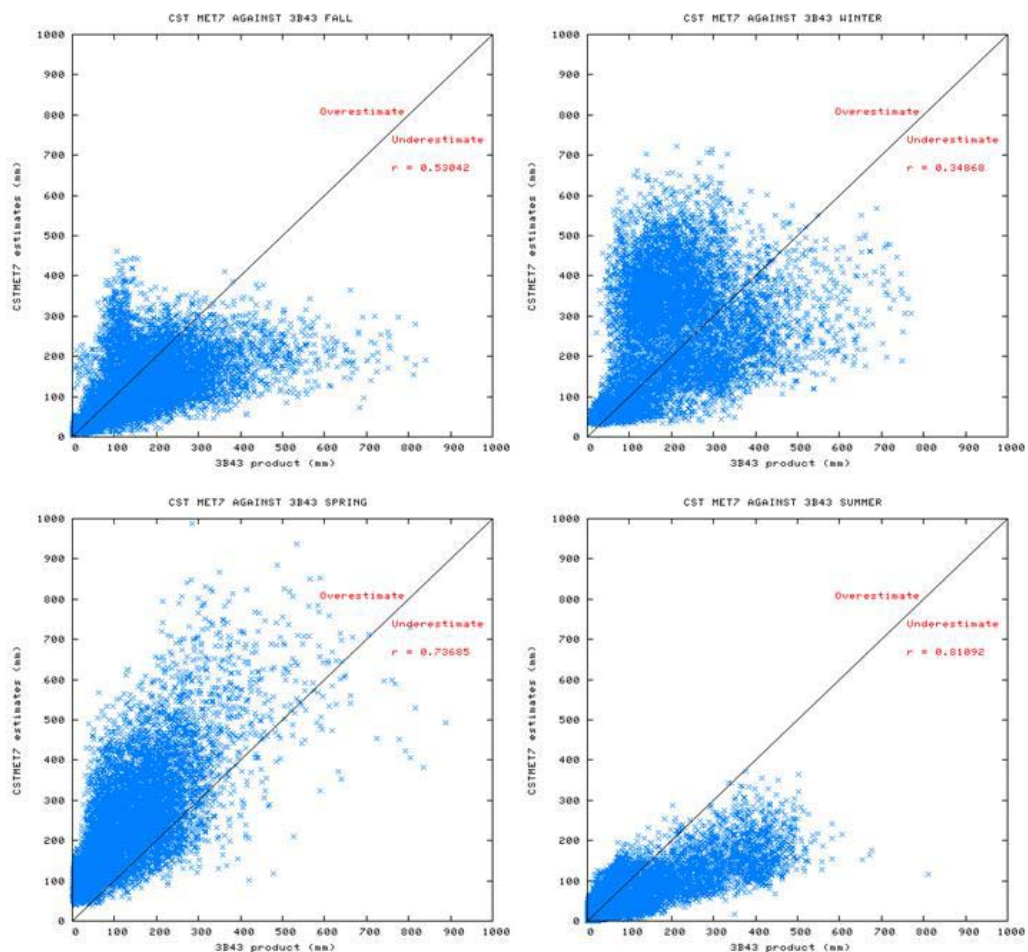 CST MET7 AGAINST 3B43 FALL
1000
900
800
700
600
500
400
300
200
100
0
CSTMET7 estimates (mm)
Overestimate
Underestimate
r = 0.53042
0 100 200 300 400 500 600 700 800 900 1000
3B43 product (mm)
CST MET7 AGAINST 3B43 WINTER
1000
900
800
700
600
500
400
300
200
100
0
CSTMET7 estimates (mm)
Overestimate
Underestimate
r = 0.34868
0 100 200 300 400 500 600 700 800 900 1000
3B43 product (mm)
CST MET7 AGAINST 3B43 SPRING
1000
900
800
700
600
500
400
300
200
100
0
CSTMET7 estimates (mm)
Overestimate
Underestimate
r = 0.73685
0 100 200 300 400 500 600 700 800 900 1000
3B43 product (mm)
CST MET7 AGAINST 3B43 SUMMER
1000
900
800
700
600
500
400
300
200
100
0
CSTMET7 estimates (mm)
Overestimate
Underestimate
r = 0.81092
0 100 200 300 400 500 600 700 800 900 1000
3B43 product (mm)